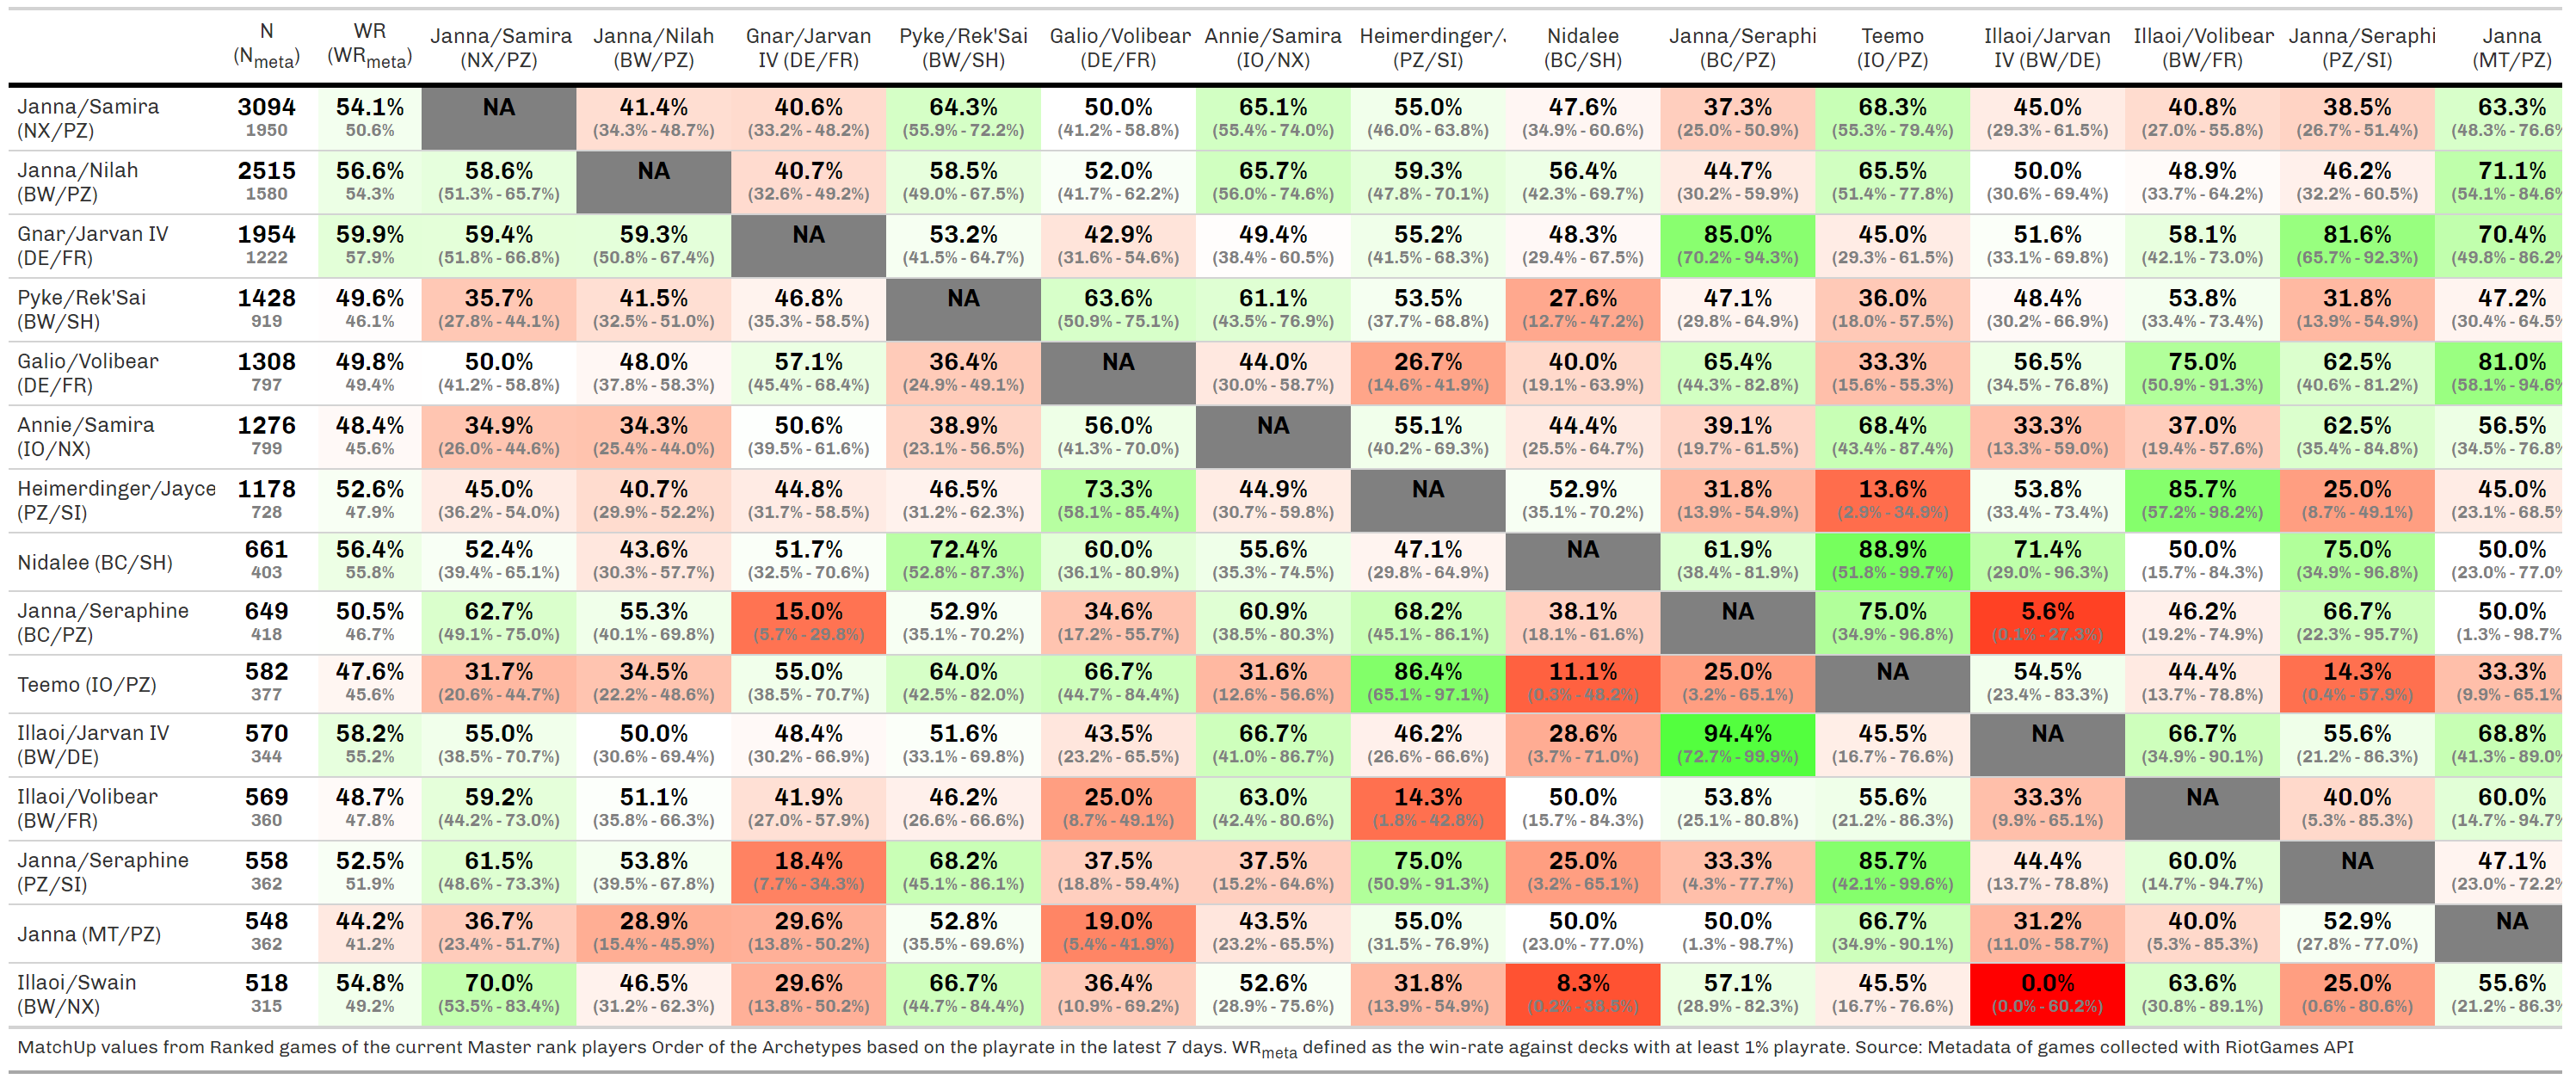 N WR Janna/Samira Janna/Nilah Gnar/Jarvan Pyke/Rek'Sai Galio/Volibear Annie/Samira Heimerdinger/ Nidalee Janna/Seraphi Teemo Illaoi/Jarvan Illaoi/Volibear Janna/Seraphi Janna
(Nmeta) (WRmeta) (NX/PZ) (BW/PZ) IV (DE/FR) (BW/SH) (DE/FR) (IO/NX) (PZ/SI) (BC/SH) (BC/PZ) (IO/PZ) IV (BW/DE) (BW/FR) (PZ/SI) (MT/PZ)
Janna/Samira 3094 54.1% NA 41.4% 40.6% 64.3% 50.0% 65.1% 55.0% 47.6% 37.3% 68.3% 45.0% 40.8% 38.5% 63.3%
(NX/PZ) 1950 50.6% (34.3% - 48.7%) (33.2% - 48.2%) (55.9% - 72.2%) (41.2% - 58.8%) (55.4% - 74.0%) (46.0% - 63.8%) (34.9% - 60.6%) (25.0% - 50.9%) (55.3% - 79.4%) (29.3% - 61.5%) (27.0% - 55.8%) (26.7% - 51.4%) (48.3% - 76.6%
Janna/Nilah 2515 56.6% 58.6% NA 40.7% 58.5% 52.0% 65.7% 59.3% 56.4% 44.7% 65.5% 50.0% 48.9% 46.2% 71.1%
(BW/PZ) 1580 54.3% (51.3% - 65.7%) (32.6% - 49.2%) (49.0% - 67.5%) (41.7% - 62.2%) (56.0% - 74.6%) (47.8% - 70.1%) (42.3% - 69.7%) (30.2% - 59.9%) (51.4% - 77.8%) (30.6% - 69.4%) (33.7% - 64.2%) (32.2% - 60.5%) (54.1% - 84.6%
Gnar/Jarvan IV 1954 59.9% 59.4% 59.3% NA 53.2% 42.9% 49.4% 55.2% 48.3% 85.0% 45.0% 51.6% 58.1% 81.6% 70.4%
(DE/FR) 1222 57.9% (51.8% - 66.8%) (50.8% - 67.4%) (41.5% - 64.7%) (31.6% - 54.6%) (38.4% - 60.5%) (41.5% - 68.3%) (29.4% - 67.5%) (70.2% - 94.3%) (29.3% - 61.5%) (33.1% - 69.8%) (42.1% - 73.0%) (65.7% - 92.3%) (49.8% - 86.2%
Pyke/Rek'Sai 1428 49.6% 35.7% 41.5% 46.8% NA 63.6% 61.1% 53.5% 27.6% 47.1% 36.0% 48.4% 53.8% 31.8% 47.2%
(BW/SH) 919 46.1% (27.8% - 44.1%) (32.5% - 51.0%) (35.3% - 58.5%) (50.9% - 75.1%) (43.5% - 76.9%) (37.7% - 68.8%) (12.7% - 47.2%) (29.8% - 64.9%) (18.0% - 57.5%) (30.2% - 66.9%) (33.4% - 73.4%) (13.9% - 54.9%) (30.4% - 64.5%
Galio/Volibear 1308 49.8% 50.0% 48.0% 57.1% 36.4% NA 44.0% 26.7% 40.0% 65.4% 33.3% 56.5% 75.0% 62.5% 81.0%
(DE/FR) 797 49.4% (41.2% - 58.8%) (37.8% - 58.3%) (45.4% - 68.4%) (24.9% - 49.1%) (30.0% - 58.7%) (14.6% - 41.9%) (19.1% - 63.9%) (44.3% - 82.8%) (15.6% - 55.3%) (34.5% - 76.8%) (50.9% - 91.3%) (40.6% - 81.2%) (58.1% - 94.6%
Annie/Samira 1276 48.4% 34.9% 34.3% 50.6% 38.9% 56.0% NA 55.1% 44.4% 39.1% 68.4% 33.3% 37.0% 62.5% 56.5%
(IO/NX) 799 45.6% (26.0% - 44.6%) (25.4% - 44.0%) (39.5% - 61.6%) (23.1% - 56.5%) (41.3% - 70.0%) (40.2% - 69.3%) (25.5% - 64.7%) (19.7% - 61.5%) (43.4% - 87.4%) (13.3% - 59.0%) (19.4% - 57.6%) (35.4% - 84.8%) (34.5% - 76.8%
Heimerdinger/Jayce 1178 52.6% 45.0% 40.7% 44.8% 46.5% 73.3% 44.9% NA 52.9% 31.8% 13.6% 53.8% 85.7% 25.0% 45.0%
(PZ/SI) 728 47.9% (36.2% - 54.0%) (29.9% - 52.2%) (31.7% - 58.5%) (31.2% - 62.3%) (58.1% - 85.4%) (30.7% - 59.8%) (35.1% - 70.2%) (13.9% - 54.9%) (2.9% - 34.9%) (33.4% - 73.4%) (57.2% - 98.2%) (8.7% - 49.1%) (23.1% - 68.5%
Nidalee (BC/SH) 661 56.4% 52.4% 43.6% 51.7% 72.4% 60.0% 55.6% 47.1% NA 61.9% 88.9% 71.4% 50.0% 75.0% 50.0%
403 55.8% (39.4% - 65.1%) (30.3% - 57.7%) (32.5% - 70.6%) (52.8% - 87.3%) (36.1% - 80.9%) (35.3% - 74.5%) (29.8% - 64.9%) (38.4% - 81.9%) (51.8% - 99.7%) (29.0% - 96.3%) (15.7% - 84.3%) (34.9% - 96.8%) (23.0% - 77.0%
Janna/Seraphine 649 50.5% 62.7% 55.3% 15.0% 52.9% 34.6% 60.9% 68.2% 38.1% NA 75.0% 5.6% 46.2% 66.7% 50.0%
(BC/PZ) 418 46.7% (49.1% - 75.0%) (40.1% - 69.8%) (5.7% - 29.8%) (35.1% - 70.2%) (17.2% - 55.7%) (38.5% - 80.3%) (45.1% - 86.1%) (18.1% - 61.6%) (34.9% - 96.8%) (0.1% - 27.3%) (19.2% - 74.9%) (22.3% - 95.7%) (1.3% - 98.7%
Teemo (IO/PZ) 582 47.6% 31.7% 34.5% 55.0% 64.0% 66.7% 31.6% 86.4% 11.1% 25.0% NA 54.5% 44.4% 14.3% 33.3%
377 45.6% (20.6% - 44.7%) (22.2% - 48.6%) (38.5% - 70.7%) (42.5% - 82.0%) (44.7% - 84.4%) (12.6% - 56.6%) (65.1% - 97.1%) (0.3% - 48.2%) (3.2% - 65.1%) (23.4% - 83.3%) (13.7% - 78.8%) (0.4% - 57.9%) (9.9% - 65.1%
Illaoi/Jarvan IV 570 58.2% 55.0% 50.0% 48.4% 51.6% 43.5% 66.7% 46.2% 28.6% 94.4% 45.5% NA 66.7% 55.6% 68.8%
(BW/DE) 344 55.2% (38.5% - 70.7%) (30.6% - 69.4%) (30.2% - 66.9%) (33.1% - 69.8%) (23.2% - 65.5%) (41.0% - 86.7%) (26.6% - 66.6%) (3.7% - 71.0%) (72.7% - 99.9%) (16.7% - 76.6%) (34.9% - 90.1%) (21.2% - 86.3%) (41.3% - 89.0%
Illaoi/Volibear 569 48.7% 59.2% 51.1% 41.9% 46.2% 25.0% 63.0% 14.3% 50.0% 53.8% 55.6% 33.3% NA 40.0% 60.0%
(BW/FR) 360 47.8% (44.2% - 73.0%) (35.8% - 66.3%) (27.0% - 57.9%) (26.6% - 66.6%) (8.7% - 49.1%) (42.4% - 80.6%) (1.8% - 42.8%) (15.7% - 84.3%) (25.1% - 80.8%) (21.2% - 86.3%) (9.9% - 65.1%) (5.3% - 85.3%) (14.7% - 94.7%
Janna/Seraphine 558 52.5% 61.5% 53.8% 18.4% 68.2% 37.5% 37.5% 75.0% 25.0% 33.3% 85.7% 44.4% 60.0% NA 47.1%
(PZ/SI) 362 51.9% (48.6% - 73.3%) (39.5% - 67.8%) (7.7% - 34.3%) (45.1% - 86.1%) (18.8% - 59.4%) (15.2% - 64.6%) (50.9% - 91.3%) (3.2% - 65.1%) (4.3% - 77.7%) (42.1% - 99.6%) (13.7% - 78.8%) (14.7% - 94.7%) (23.0% - 72.2%
Janna (MT/PZ) 548 44.2% 36.7% 28.9% 29.6% 52.8% 19.0% 43.5% 55.0% 50.0% 50.0% 66.7% 31.2% 40.0% 52.9% NA
362 41.2% (23.4% - 51.7%) (15.4% - 45.9%) (13.8% - 50.2%) (35.5% - 69.6%) (5.4% - 41.9%) (23.2% - 65.5%) (31.5% - 76.9%) (23.0% - 77.0%) (1.3% - 98.7%) (34.9% - 90.1%) (11.0% - 58.7%) (5.3% - 85.3%) (27.8% - 77.0%)
Illaoi/Swain 518 54.8% 70.0% 46.5% 29.6% 66.7% 36.4% 52.6% 31.8% 8.3% 57.1% 45.5% 0.0% 63.6% 25.0% 55.6%
(BW/NX) 315 49.2% (53.5% - 83.4%) (31.2% - 62.3%) (13.8% - 50.2%) (44.7% - 84.4%) (10.9% - 69.2%) (28.9% - 75.6%) (13.9% - 54.9%) (0.2% - 38.5%) (28.9% - 82.3%) (16.7% - 76.6%) (0.0% - 60.2%) (30.8% - 89.1%) (0.6% - 80.6%) (21.2% - 86.3%
MatchUp values from Ranked games of the current Master rank players Order of the Archetypes based on the playrate in the latest 7 days. WRmeta defined as the win-rate against decks with at least 1% playrate. Source: Metadata of games collected with RiotGames API